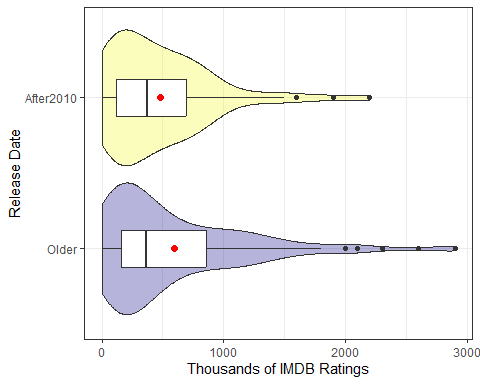 After2010
Older
Release Date
0
1000
2000
3000
Thousands of IMDB Ratings